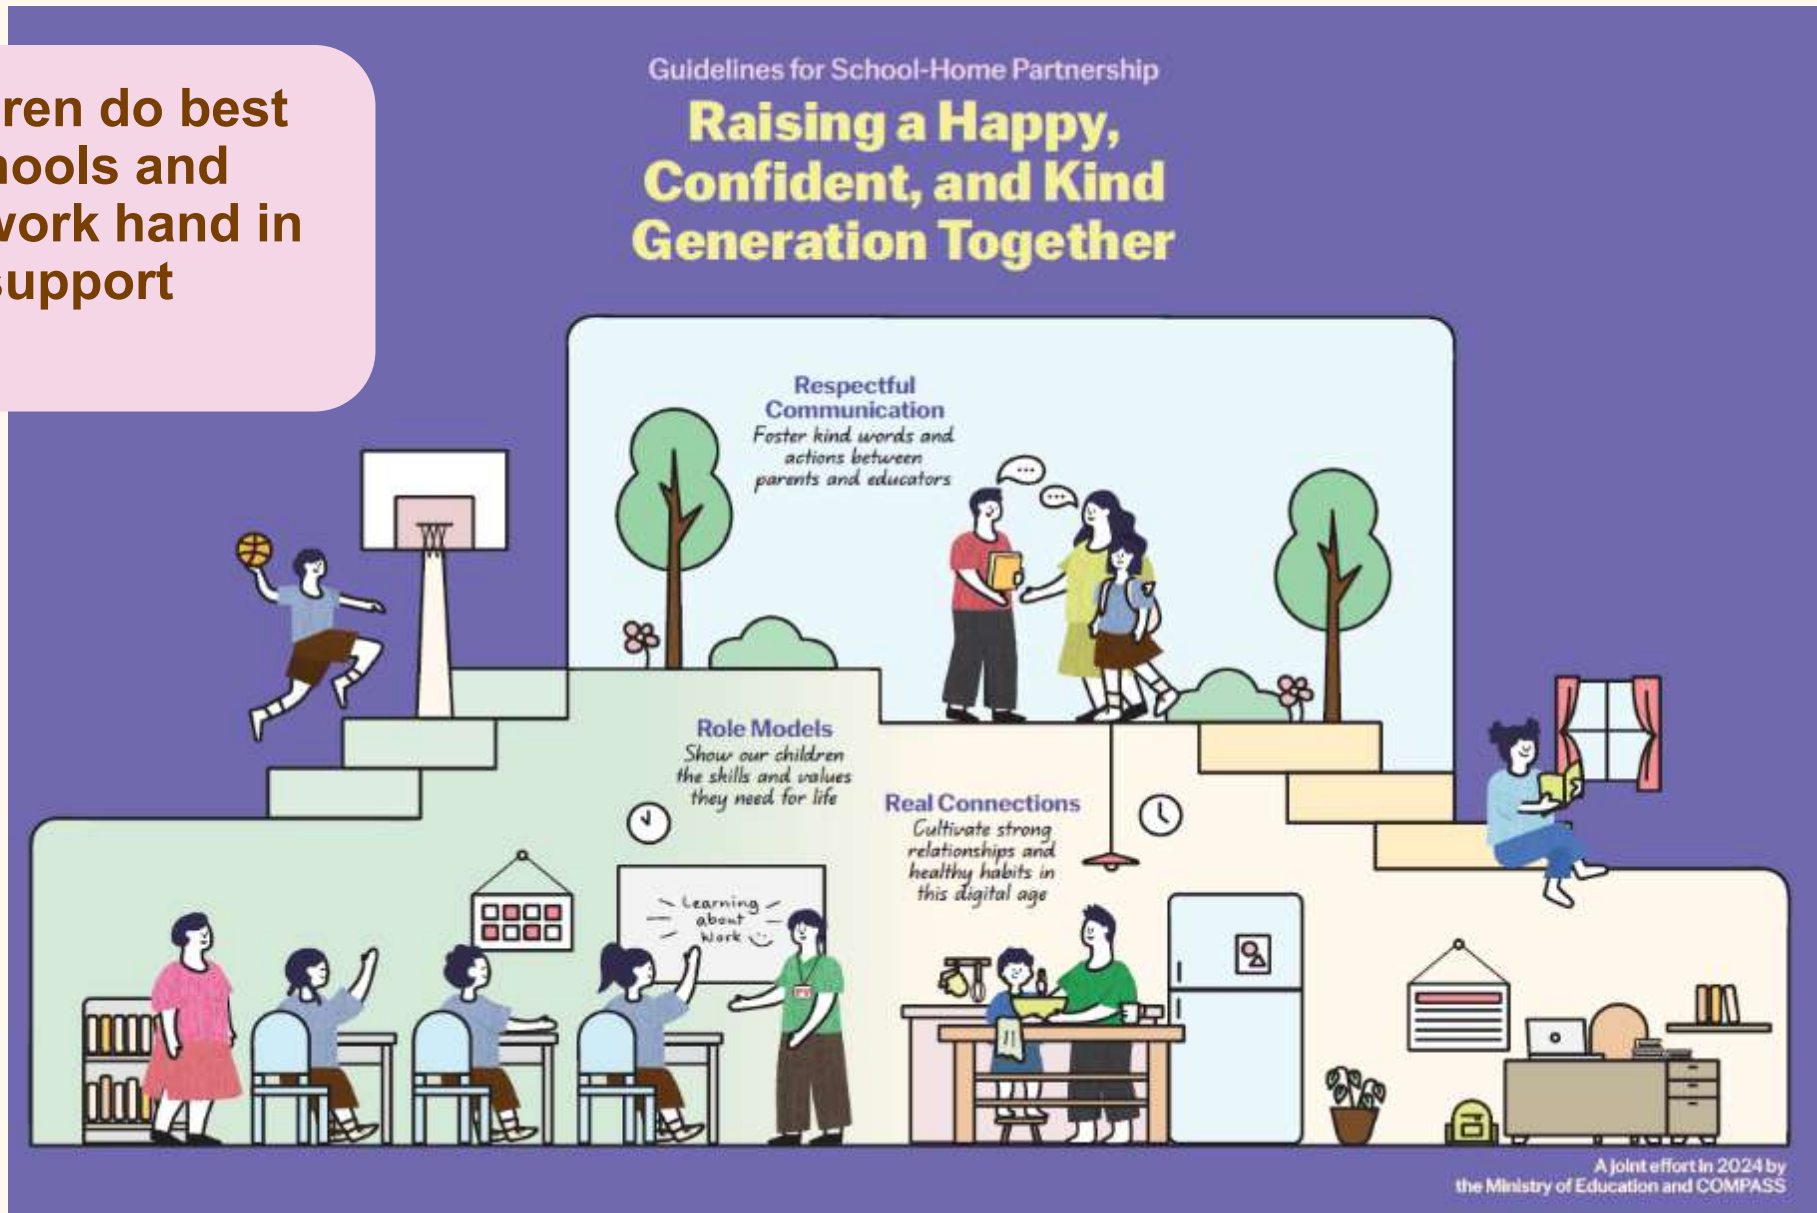 ren do best
hools and
work hand in
support
Guidelines for School-Home Partnership
Raising a Happy,
Confident, and Kind
Generation Together
Respectful
Communication
Foster kind words and
actions between
parents and educators
Role Models
Show our children
the skills and values
they need for life
Real Connections
Cultivate strong
relationships and
healthy habits in
this digital age
Learning
about
Work
A joint effort in 2024 by
the Ministry of Education and COMPASS